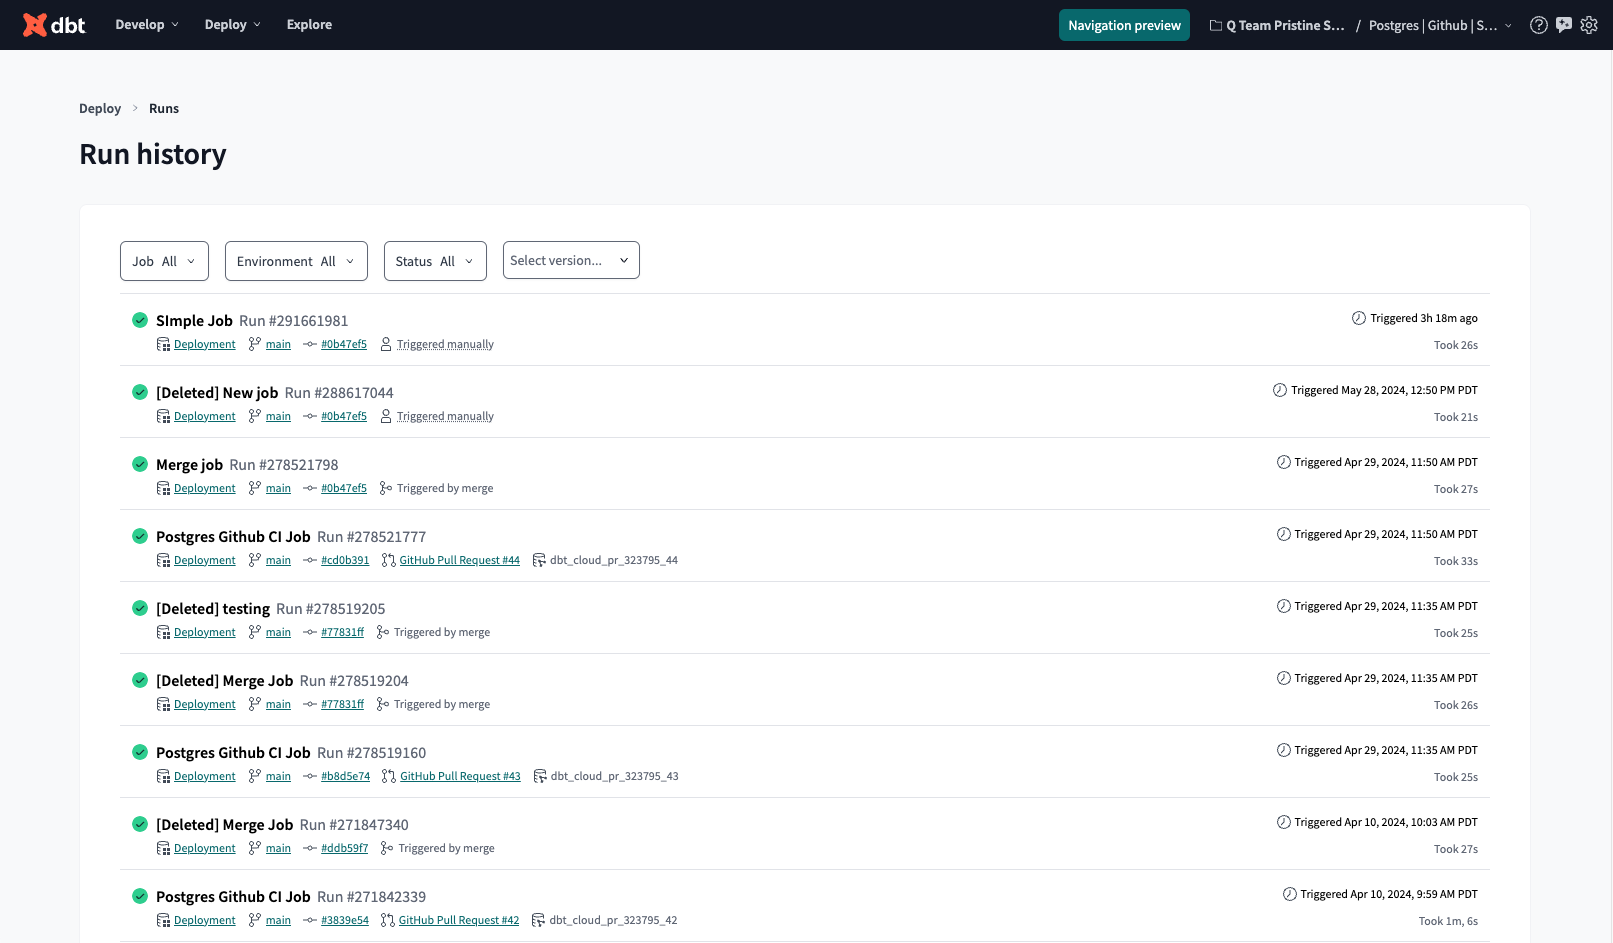 dbt Develop Deploy Explore Navigation preview Q Team Pristine S... / Postgres | Github | S...
Deploy > Runs
Run history
Job All Environment All Status All Select version...
SImple Job Run #291661981 Triggered 3h 18m ago
Deployment main #0b47ef5 Triggered manually Took 26s
[Deleted] New job Run #288617044 Triggered May 28, 2024, 12:50 PM PDT
Deployment main #0b47ef5 Triggered manually Took 21s
Merge job Run #278521798 Triggered Apr 29, 2024, 11:50 AM PDT
Deployment main #0b47ef5 Triggered by merge Took 27s
Postgres Github CI Job Run #278521777 Triggered Apr 29, 2024, 11:50 AM PDT
Deployment main #cd0b391 GitHub Pull Request #44 dbt_cloud_pr_323795_44 Took 33s
[Deleted] testing Run #278519205 Triggered Apr 29, 2024, 11:35 AM PDT
Deployment main #77831ff Triggered by merge Took 25s
[Deleted] Merge Job Run #278519204 Triggered Apr 29, 2024, 11:35 AM PDT
Deployment main #77831ff Triggered by merge Took 26s
Postgres Github CI Job Run #278519160 Triggered Apr 29, 2024, 11:35 AM PDT
Deployment main #b8d5e74 GitHub Pull Request #43 dbt_cloud_pr_323795_43 Took 25s
[Deleted] Merge Job Run #271847340 Triggered Apr 10, 2024, 10:03 AM PDT
Deployment main #ddb59f7 Triggered by merge Took 27s
Postgres Github CI Job Run #271842339 Triggered Apr 10, 2024, 9:59 AM PDT
Deployment main #3839e54 GitHub Pull Request #42 dbt_cloud_pr_323795_42 Took 1m, 6s